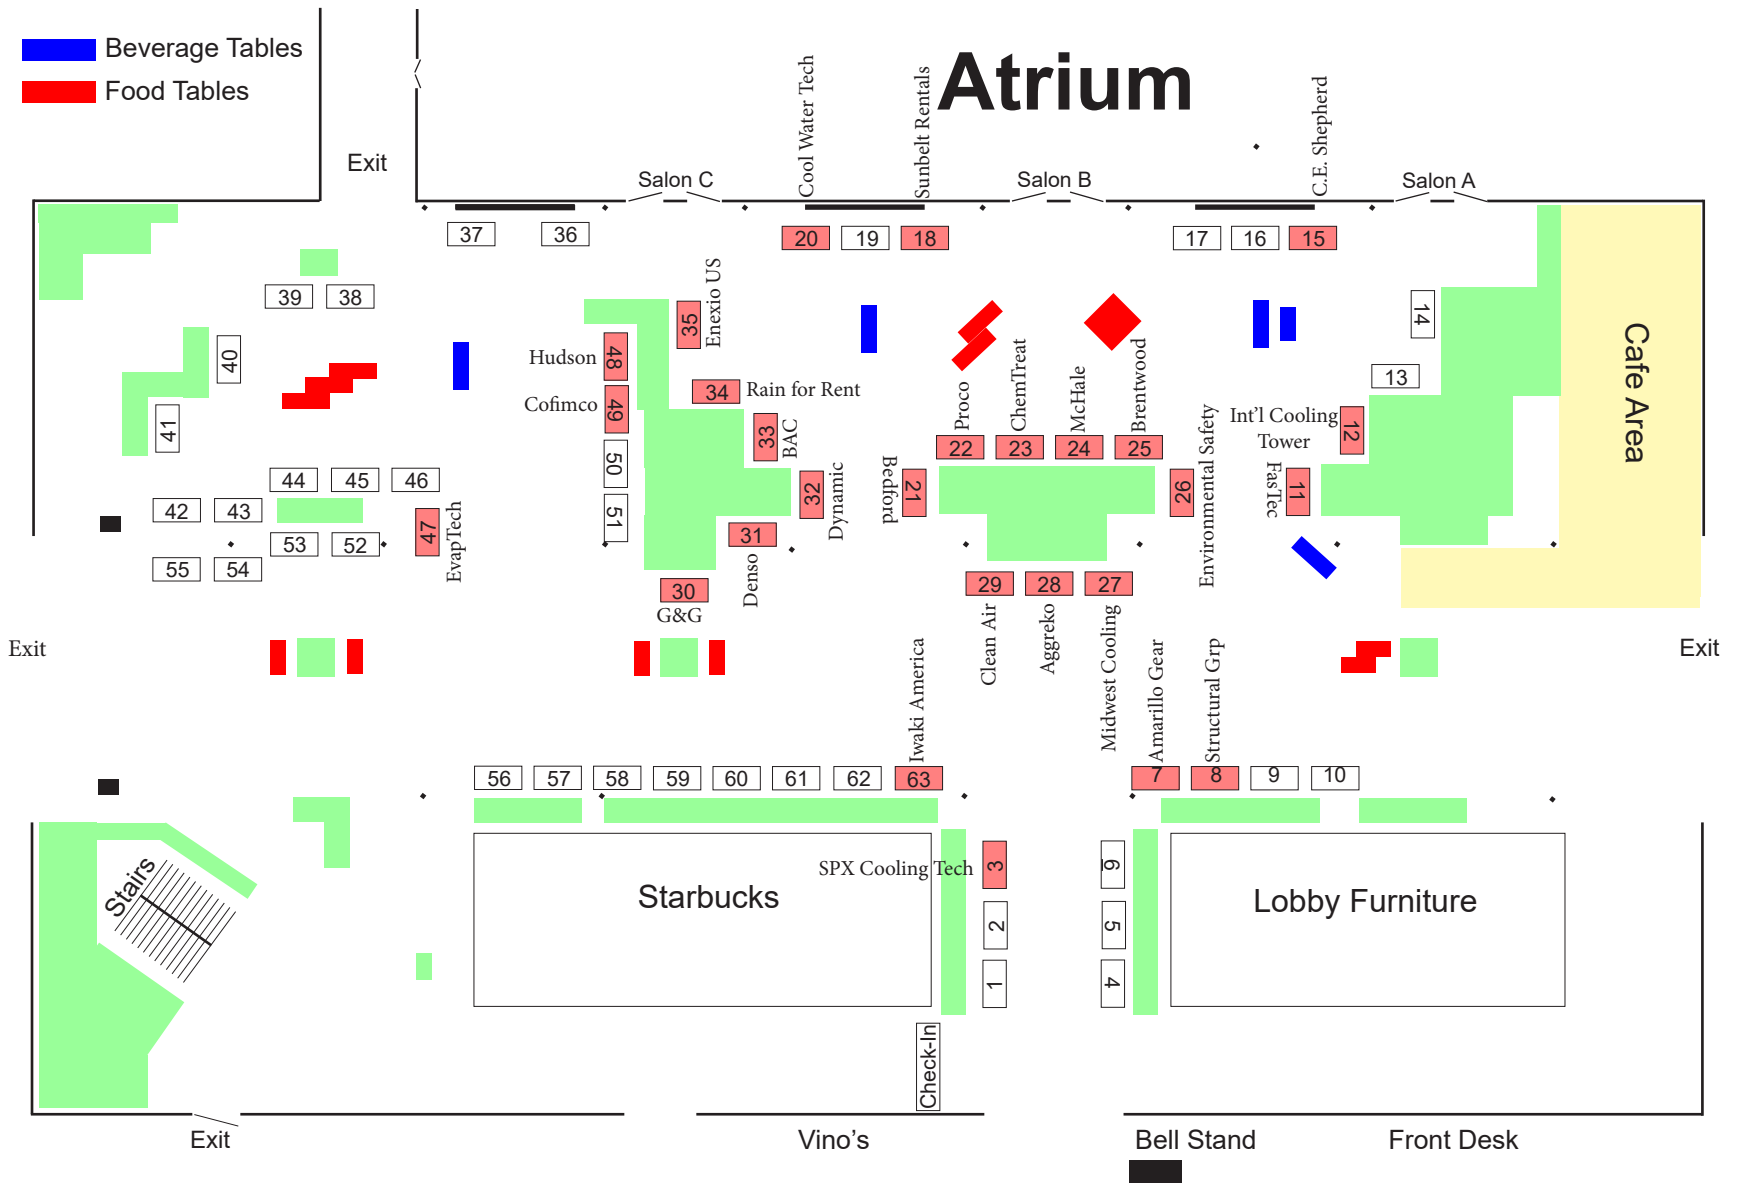 Beverage Tables
Food Tables
Atrium
Exit
Salon C
Cool Water Tech
Sunbelt Rentals
Salon B
C.E. Shepherd
Salon A
37
36
20
19
18
17
16
15
39
38
40
41
35
Enexio US
Hudson
48
Cofimco
49
50
51
34
Rain for Rent
33
BAC
32
Dynamic
31
Denso
30
G&G
14
13
Cafe Area
Int'l Cooling
Tower
12
FasTec
11
Proco
ChemTreat
McHale
Brentwood
22
23
24
25
Bedford
21
26
Environmental Safety
29
28
27
Clean Air
Aggreko
Midwest Cooling
44
45
46
42
43
47
EvapTech
53
52
55
54
Exit
Exit
Iwaki America
Amarillo Gear
Structural Grp
56
57
58
59
60
61
62
63
7
8
9
10
Stairs
SPX Cooling Tech
3
2
1
6
5
4
Starbucks
Lobby Furniture
Check-In
Exit
Vino's
Bell Stand
Front Desk